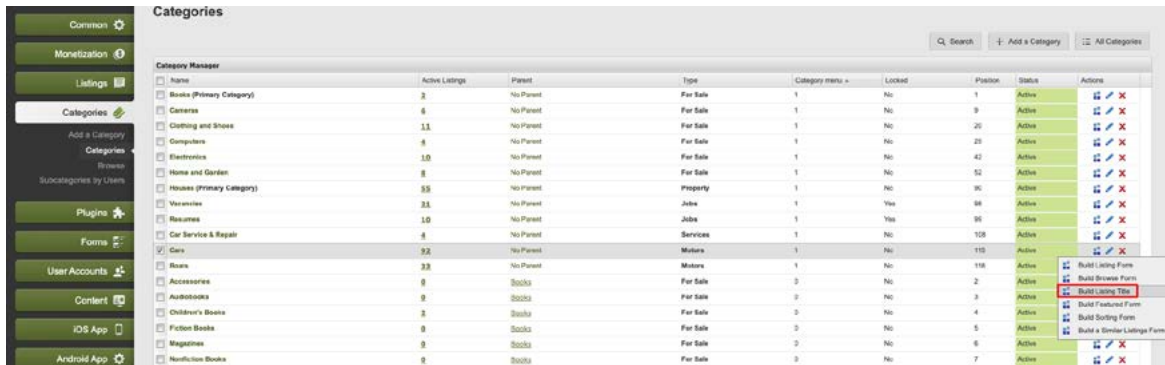 Categories
Common
Monetization
Listings
Categories
Add a Category
Categories
Browse
Subcategories by Users
Plugins
Forms
User Accounts
Content
iOS App
Android App
Search
Add a Category
All Categories
Category Manager
Name Active Listings Parent Type Category menu Locked Position Status Actions
Books (Primary Category) 2 No Parent For Sale 1 No 1 Active
Cameras 6 No Parent For Sale 1 No 9 Active
Clothing and Shoes 11 No Parent For Sale 1 No 20 Active
Computers 4 No Parent For Sale 1 No Active
Electronics 10 No Parent For Sale 1 No 42 Active
Home and Garden 8 No Parent For Sale 1 No 52 Active
Houses (Primary Category) 55 No Parent Property 1 No Active
Vacancies 21 No Parent Jobs 1 Yes Active
Resumes 10 No Parent Jobs 1 Yes Active
Car Service & Repair 4 No Parent Services 1 No 108 Active
Cars 92 No Parent Motors 1 No 115 Active
Boats 33 No Parent Motors 1 No Active
Accessories 0 Books For Sale No 2 Active
Audiobooks 0 Books For Sale No 3 Active
Children's Books 2 Books For Sale No 4 Active
Fiction Books 0 Books For Sale No 5 Active
Magazines 0 Books For Sale No 6 Active
Nonfiction Books 0 Books For Sale No 7 Active
Build Listing Form
Build Browse Form
Build Listing Title
Build Featured Form
Build Sorting Form
Build a Similar Listings Form